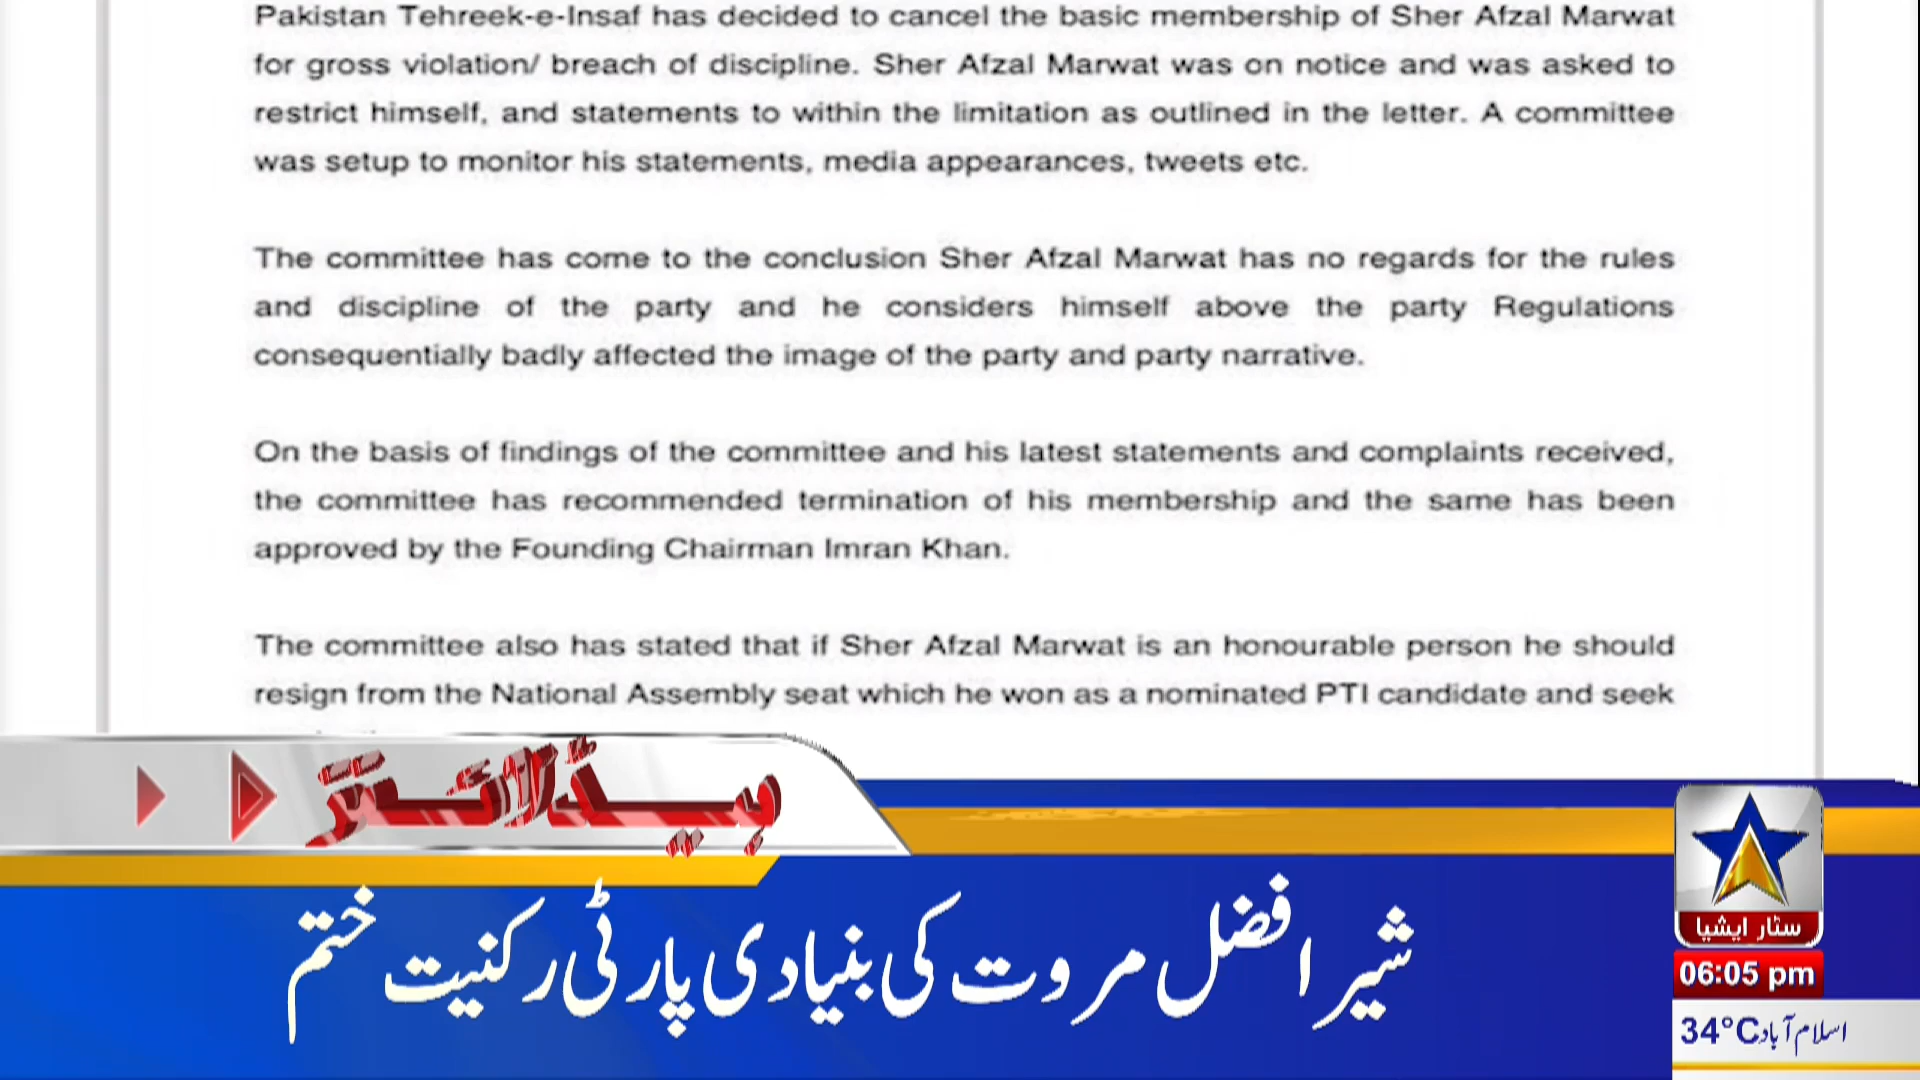 Pakistan Tehreek-e-Insaf has decided to cancel the basic membership of Sher Afzal Marwat
for gross violation/ breach of discipline. Sher Afzal Marwat was on notice and was asked to
restrict himself, and statements to within the limitation as outlined in the letter. A committee
was setup to monitor his statements, media appearances, tweets etc.
The committee has come to the conclusion Sher Afzal Marwat has no regards for the rules
and discipline of the party and he considers himself above the party Regulations
consequentially badly affected the image of the party and party narrative.
On the basis of findings of the committee and his latest statements and complaints received,
the committee has recommended termination of his membership and the same has been
approved by the Founding Chairman Imran Khan.
The committee also has stated that if Sher Afzal Marwat is an honourable person he should
resign from the National Assembly seat which he won as a nominated PTI candidate and seek
ہیڈلائنز
شیر افضل مروت کی بنیادی پارٹی رکنیت ختم
سٹار ایشیا
06:05 pm
34°C اسلام آباد